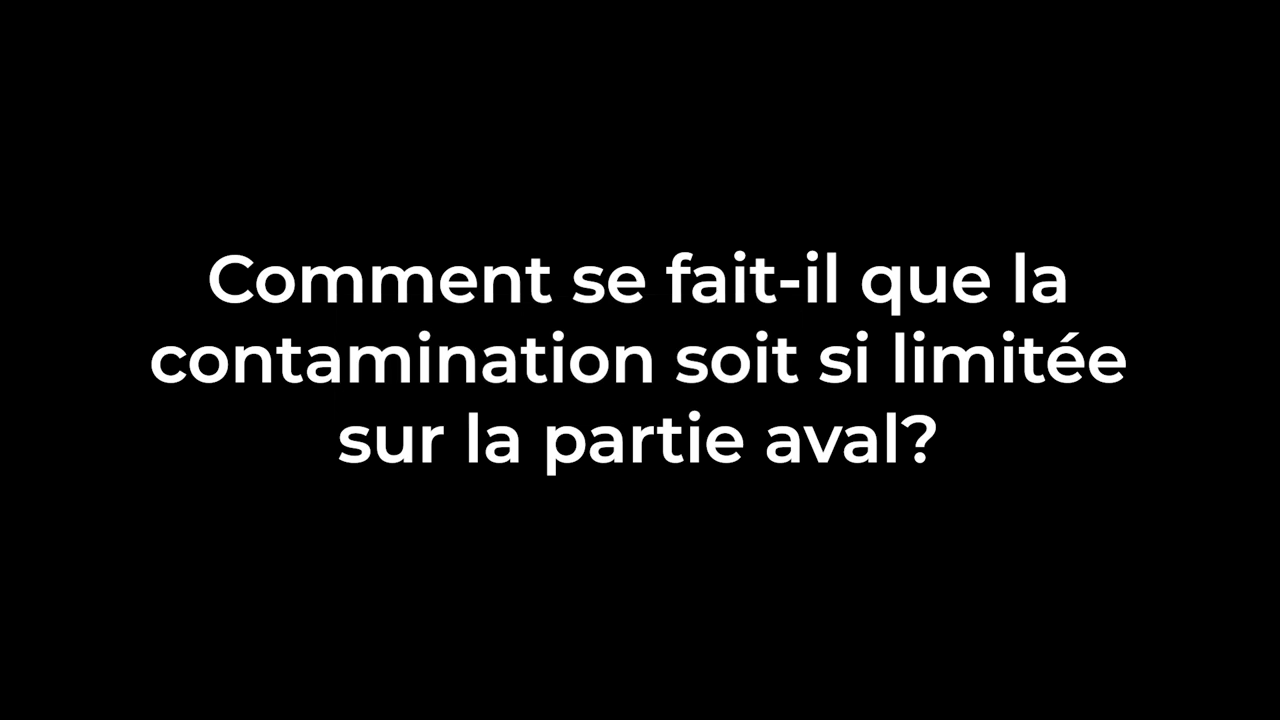 Comment se fait-il que la
contamination soit si limitée
sur la partie aval?